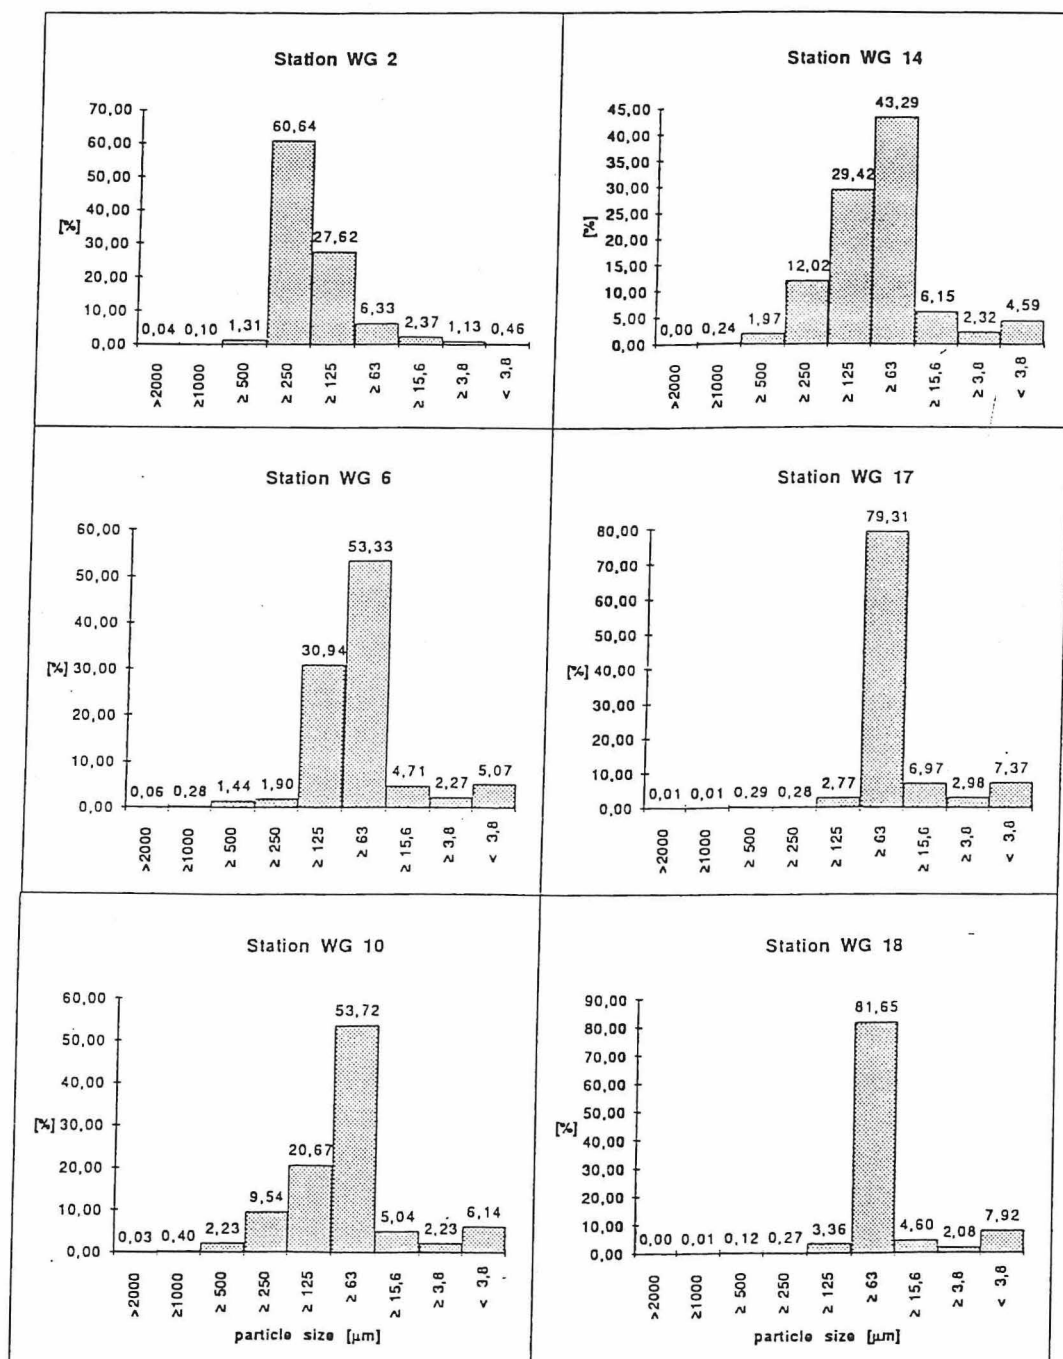 Station WG 2
70,00
60,00
50,00
40,00
[%]
30,00
20,00
10,00
0,00
0,04 0,10 1,31 60,64 27,62 6,33 2,37 1,13 0,46
>2000 ≥1000 ≥ 500 ≥ 250 ≥ 125 ≥ 63 ≥ 15,6 ≥ 3,8 < 3,8
Station WG 14
45,00
40,00
35,00
30,00
25,00
[%]
20,00
15,00
10,00
5,00
0,00
0,00 0,24 1,97 12,02 29,42 43,29 6,15 2,32 4,59
>2000 ≥1000 ≥ 500 ≥ 250 ≥ 125 ≥ 63 ≥ 15,6 ≥ 3,8 < 3,8
Station WG 6
60,00
50,00
40,00
[%] 30,00
20,00
10,00
0,00
0,06 0,28 1,44 1,90 30,94 53,33 4,71 2,27 5,07
>2000 ≥1000 ≥ 500 ≥ 250 ≥ 125 ≥ 63 ≥ 15,6 ≥ 3,8 < 3,8
Station WG 17
80,00
70,00
60,00
50,00
[%] 40,00
30,00
20,00
10,00
0,00
0,01 0,01 0,29 0,28 2,77 79,31 6,97 2,98 7,37
>2000 ≥1000 ≥ 500 ≥ 250 ≥ 125 ≥ 63 ≥ 15,6 ≥ 3,8 < 3,8
Station WG 10
60,00
50,00
40,00
[%] 30,00
20,00
10,00
0,00
0,03 0,40 2,23 9,54 20,67 53,72 5,04 2,23 6,14
>2000 ≥1000 ≥ 500 ≥ 250 ≥ 125 ≥ 63 ≥ 15,6 ≥ 3,8 < 3,8
particle size [µm]
Station WG 18
90,00
80,00
70,00
60,00
50,00
[%]
40,00
30,00
20,00
10,00
0,00
0,00 0,01 0,12 0,27 3,36 81,65 4,60 2,08 7,92
>2000 ≥1000 ≥ 500 ≥ 250 ≥ 125 ≥ 63 ≥ 15,6 ≥ 3,8 < 3,8
particle size [µm]